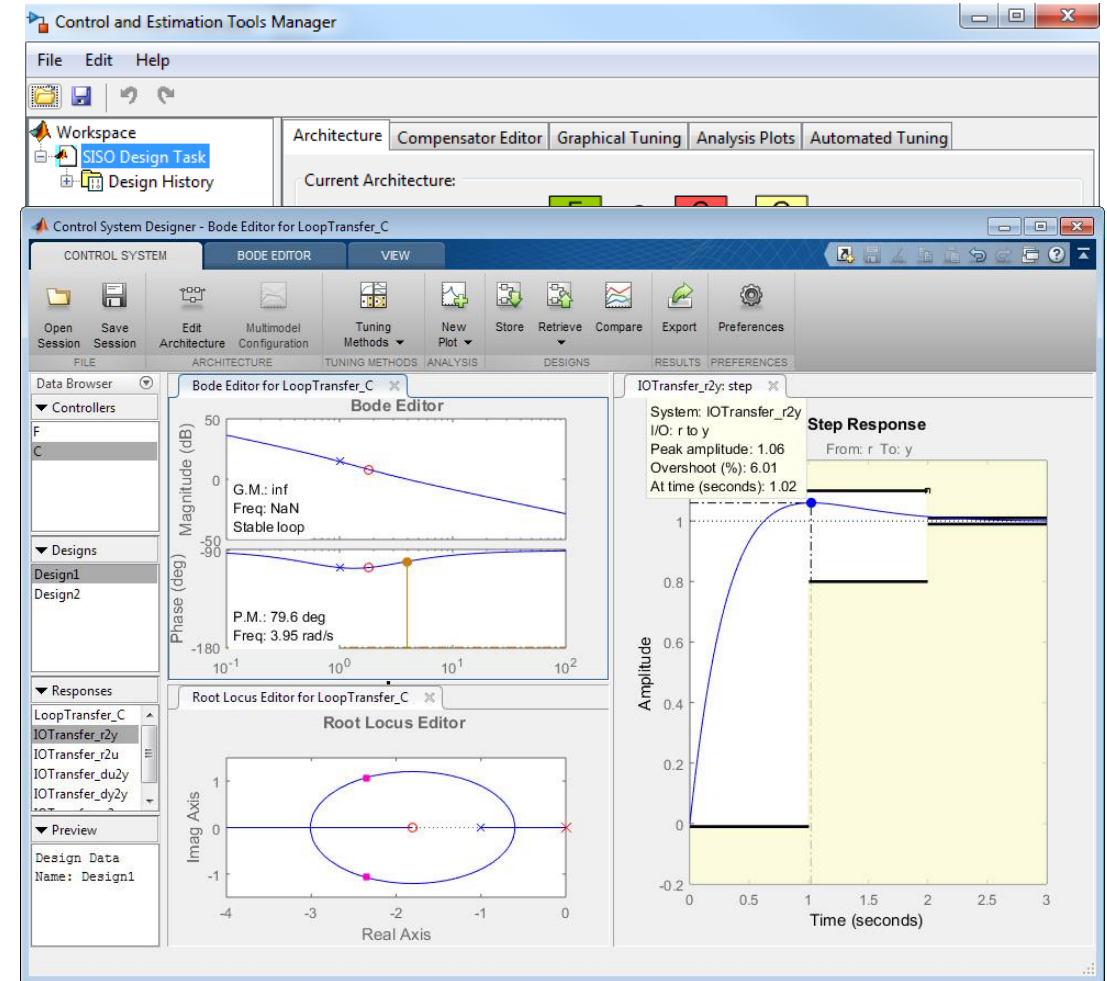 Control and Estimation Tools Manager
File Edit Help
Workspace
SISO Design Task
Design History
Architecture Compensator Editor Graphical Tuning Analysis Plots Automated Tuning
Current Architecture:
Control System Designer - Bode Editor for LoopTransfer_C
CONTROL SYSTEM BODE EDITOR VIEW
Open Session
Save Session
Edit Architecture
Multimodel Configuration
Tuning Methods
New Plot
Store
Retrieve
Compare
Export
Preferences
FILE ARCHITECTURE TUNING METHODS ANALYSIS DESIGNS RESULTS PREFERENCES
Data Browser
Controllers
F
C
Designs
Design1
Design2
Responses
LoopTransfer_C
IOTransfer_r2y
IOTransfer_r2u
IOTransfer_du2y
IOTransfer_dy2y
Preview
Design Data
Name: Design1
Bode Editor for LoopTransfer_C
Bode Editor
Magnitude (dB)
50
0
-50
G.M.: inf
Freq: NaN
Stable loop
Phase (deg)
-90
-180
P.M.: 79.6 deg
Freq: 3.95 rad/s
10^-1 10^0 10^1 10^2
Root Locus Editor for LoopTransfer_C
Root Locus Editor
Imag Axis
1
0
-1
-4 -3 -2 -1 0
Real Axis
IOTransfer_r2y: step
System: IOTransfer_r2y
I/O: r to y
Peak amplitude: 1.06
Overshoot (%): 6.01
At time (seconds): 1.02
Step Response
From: r To: y
Amplitude
1
0.8
0.6
0.4
0.2
0
-0.2
0 0.5 1 1.5 2 2.5 3
Time (seconds)